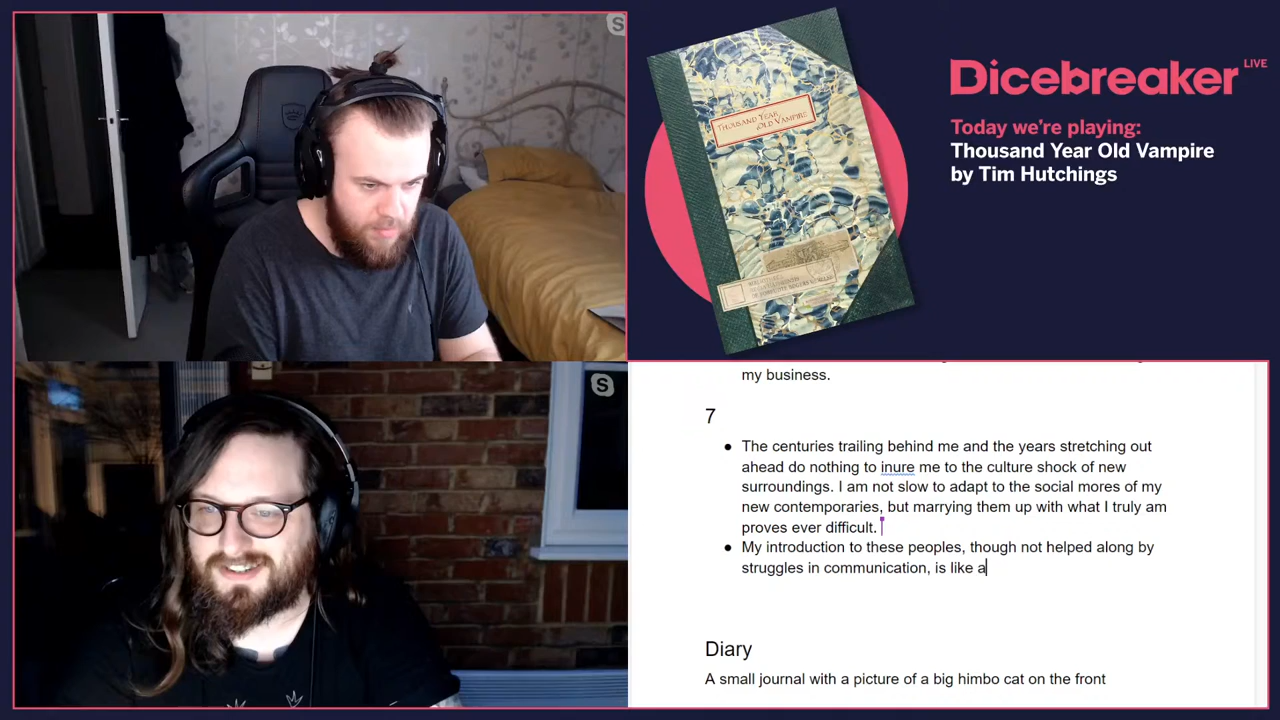 Dicebreaker LIVE
Today we're playing:
Thousand Year Old Vampire
by Tim Hutchings
THOUSAND YEAR
OLD VAMPIRE
my business.
7
● The centuries trailing behind me and the years stretching out
ahead do nothing to inure me to the culture shock of new
surroundings. I am not slow to adapt to the social mores of my
new contemporaries, but marrying them up with what I truly am
proves ever difficult.
● My introduction to these peoples, though not helped along by
struggles in communication, is like a
Diary
A small journal with a picture of a big himbo cat on the front